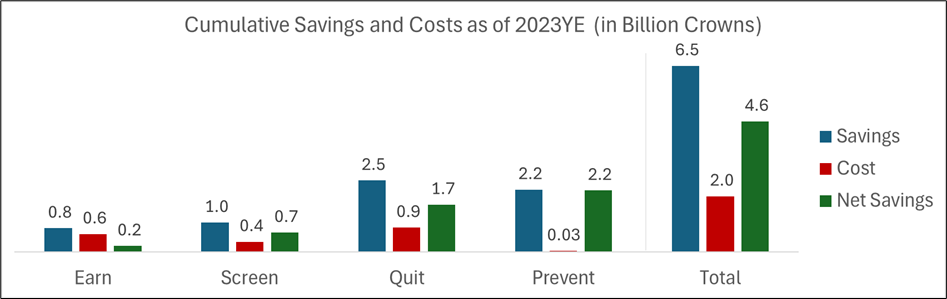 Cumulative Savings and Costs as of 2023YE (in Billion Crowns)
0.8 0.6 0.2
1.0 0.4 0.7
2.5 0.9 1.7
2.2 0.03 2.2
6.5 2.0 4.6
Earn Screen Quit Prevent Total
Savings
Cost
Net Savings